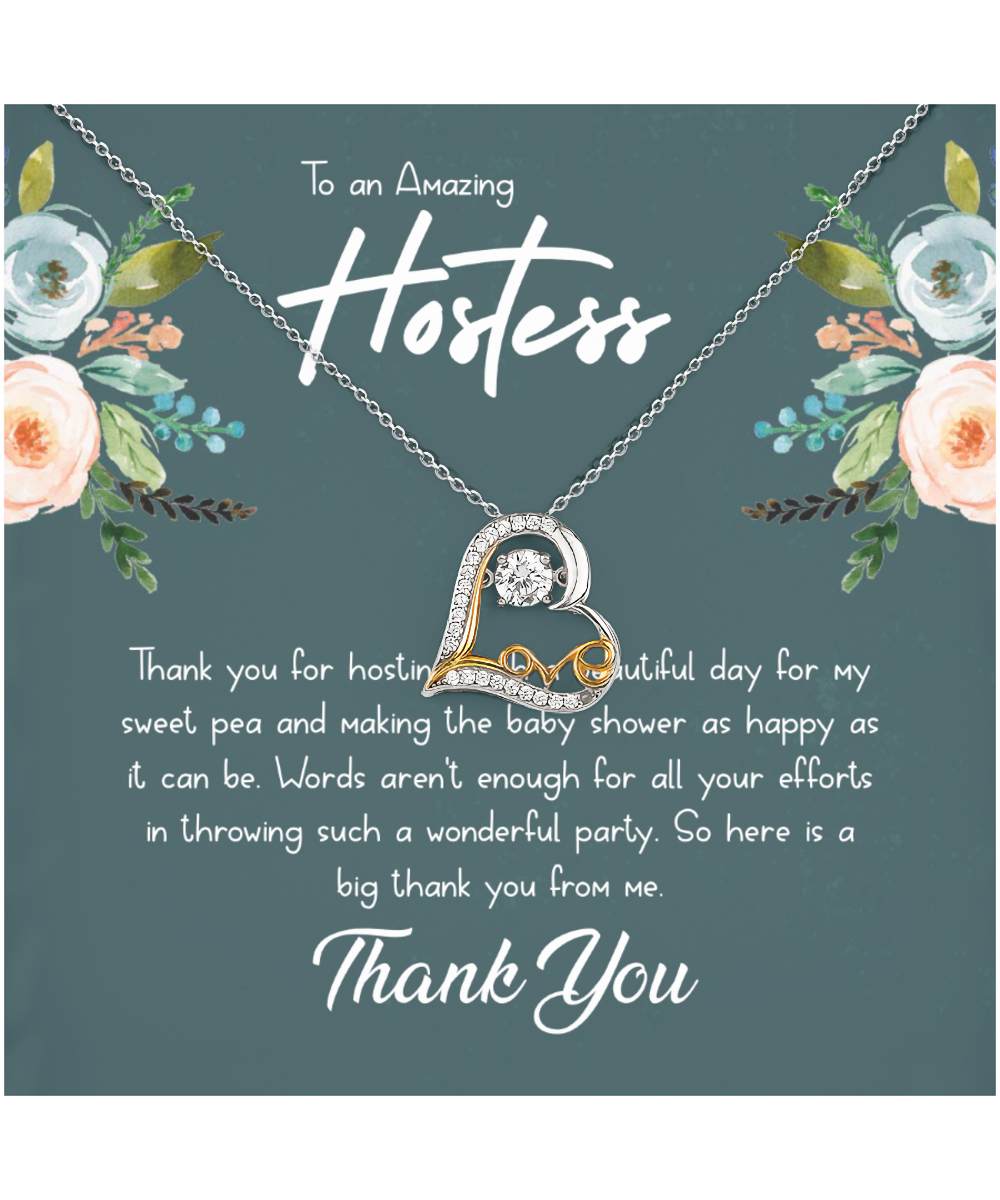 To an Amazing
Hostess
love
Thank you for hostin beautiful day for my
sweet pea and making the baby shower as happy as
it can be. Words aren't enough for all your efforts
in throwing such a wonderful party. So here is a
big thank you from me.
Thank You